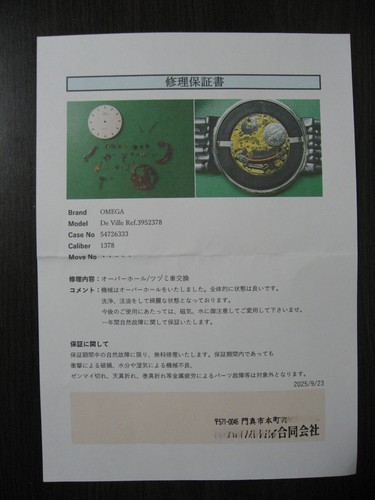 修理保証書
Brand OMEGA
Model De Ville Ref.3952378
Case No 54726333
Caliber 1378
Move No
修理内容：オーバーホール/ツヅミ車交換
コメント：機械はオーバーホールをいたしました。全体的に状態は良いです。
洗浄、注油をして綺麗な状態となっております。
今後のご使用にあたっては、磁気、水に御注意してご愛用して下さいませ。
一年間自然故障に関して保証いたします。
保証に関して
保証期間中の自然故障に限り、無料修理いたします。保証期間内であっても
衝撃による破損、水分や湿気による機械不良、
ゼンマイ切れ、天真折れ、巻真折れ等金属疲労によるパーツ故障客は対象外となります。
2025/9/23
〒571-0046 門真市本町
合同会社